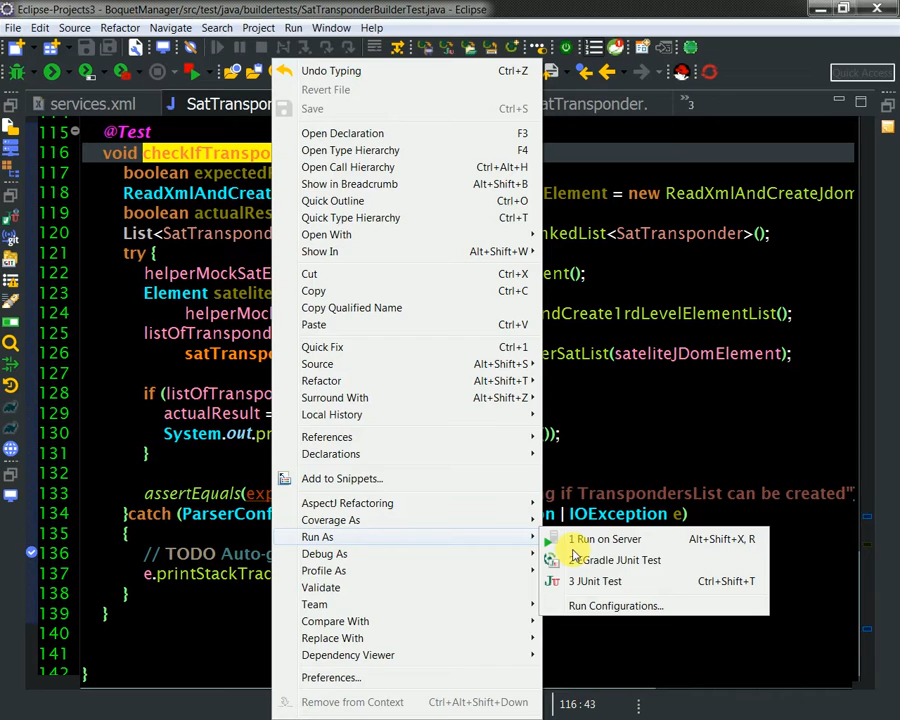 Eclipse-Projects3 - BoquetManager/src/test/java/buildertests/SatTransponderBuilderTest.java - Eclipse
File Edit Source Refactor Navigate Search Project Run Window Help
Quick Access
services.xml SatTranspon SatTransponder. »3
115 @Test
116 void checkIfTranspo
117 boolean expectedR
118 ReadXmlAndCreat Element = new ReadXmlAndCreateJdom
119 boolean actualRes
120 List<SatTransponde nkedList<SatTransponder>();
121 try {
122 helperMockSatE ent();
123 Element satelite
124 helperMo ndCreate1rdLevelElementList();
125 listOfTranspond
126 satTransp erSatList(sateliteJDomElement);
128 if (listOfTranspond
129 actualResult =
130 System.out.pr ());
131 }
133 assertEquals(exp g if TranspondersList can be created"
134 }catch (ParserConf on | IOException e)
135 {
136 // TODO Auto-g
137 e.printStackTrac
138 }
139 }
140
142 }
Undo Typing Ctrl+Z
Revert File
Save Ctrl+S
Open Declaration F3
Open Type Hierarchy F4
Open Call Hierarchy Ctrl+Alt+H
Show in Breadcrumb Alt+Shift+B
Quick Outline Ctrl+O
Quick Type Hierarchy Ctrl+T
Open With
Show In Alt+Shift+W
Cut Ctrl+X
Copy Ctrl+C
Copy Qualified Name
Paste Ctrl+V
Quick Fix Ctrl+1
Source Alt+Shift+S
Refactor Alt+Shift+T
Surround With Alt+Shift+Z
Local History
References
Declarations
Add to Snippets...
AspectJ Refactoring
Coverage As
Run As
Debug As
Profile As
Validate
Team
Compare With
Replace With
Dependency Viewer
Preferences...
Remove from Context Ctrl+Alt+Shift+Down
1 Run on Server Alt+Shift+X, R
Gradle JUnit Test
3 JUnit Test Ctrl+Shift+T
Run Configurations...
116 : 43